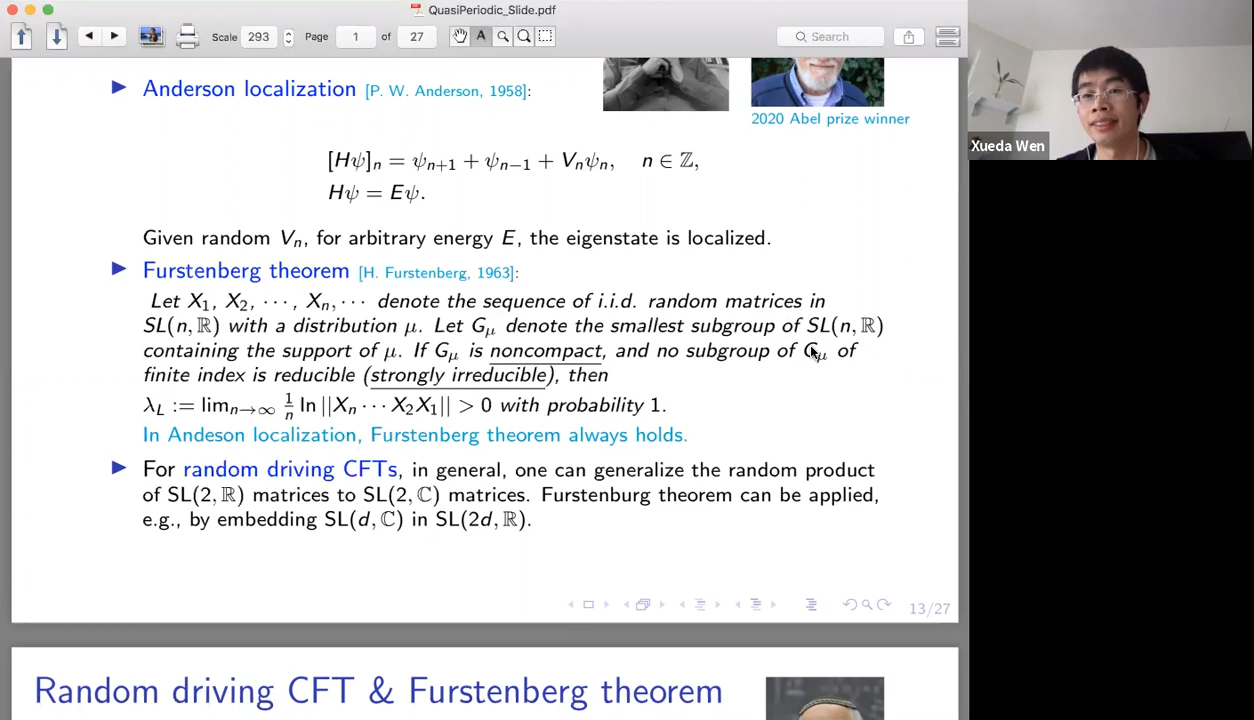 QuasiPeriodic_Slide.pdf
Scale 293 Page 1 of 27 Search
▶ Anderson localization [P. W. Anderson, 1958]:
2020 Abel prize winner
Xueda Wen
[Hψ]ₙ = ψₙ₊₁ + ψₙ₋₁ + Vₙψₙ, n ∈ ℤ,
Hψ = Eψ.
Given random Vₙ, for arbitrary energy E, the eigenstate is localized.
▶ Furstenberg theorem [H. Furstenberg, 1963]:
Let X₁, X₂, ⋯, Xₙ, ⋯ denote the sequence of i.i.d. random matrices in
SL(n, ℝ) with a distribution μ. Let G_μ denote the smallest subgroup of SL(n, ℝ)
containing the support of μ. If G_μ is noncompact, and no subgroup of G_μ of
finite index is reducible (strongly irreducible), then
λ_L := limₙ→∞ 1/n ln ||Xₙ ⋯ X₂X₁|| > 0 with probability 1.
In Andeson localization, Furstenberg theorem always holds.
▶ For random driving CFTs, in general, one can generalize the random product
of SL(2, ℝ) matrices to SL(2, ℂ) matrices. Furstenburg theorem can be applied,
e.g., by embedding SL(d, ℂ) in SL(2d, ℝ).
13/27
Random driving CFT & Furstenberg theorem